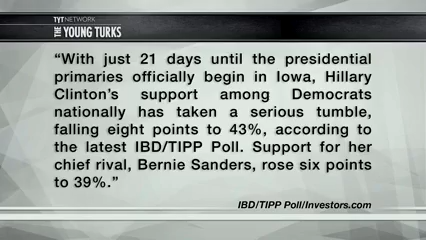 TYT NETWORK
THE YOUNG TURKS
“With just 21 days until the presidential
primaries officially begin in Iowa, Hillary
Clinton’s support among Democrats
nationally has taken a serious tumble,
falling eight points to 43%, according to
the latest IBD/TIPP Poll. Support for her
chief rival, Bernie Sanders, rose six points
to 39%.”
IBD/TIPP Poll/Investors.com